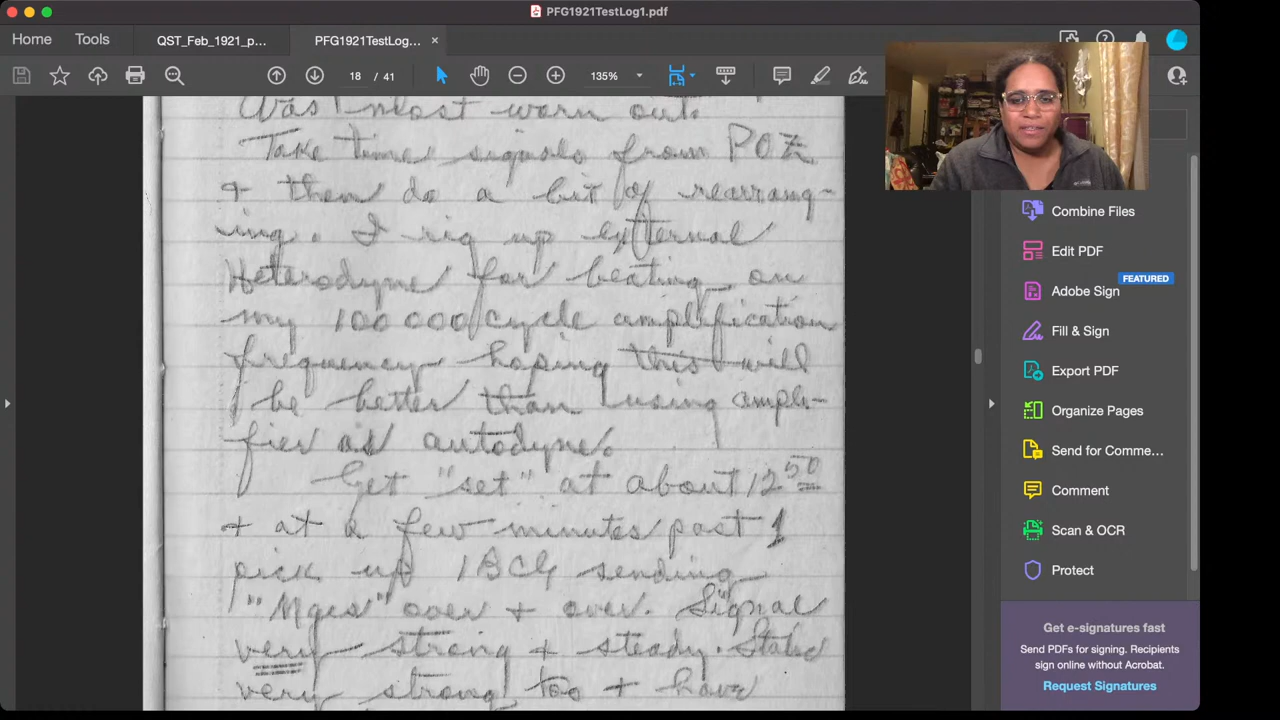 PFG1921TestLog1.pdf
Home Tools QST_Feb_1921_p... PFG1921TestLog... ×
18 / 41 135%
Was most worn out.
Take time signals from POZ
+ then do a bit of rearrang-
ing. I rig up external
Heterodyne for beating on
my 100000 cycle amplification
frequency hoping this will
be better than using ampli-
fier as autodyne.
Get "set" at about 12 50
+ at a few minutes past 1
pick up 1BCG sending
"Mges" over + over. Signal
very strong + steady. Static
very strong too + have
Combine Files
Edit PDF
FEATURED
Adobe Sign
Fill & Sign
Export PDF
Organize Pages
Send for Comme...
Comment
Scan & OCR
Protect
Get e-signatures fast
Send PDFs for signing. Recipients
sign online without Acrobat.
Request Signatures